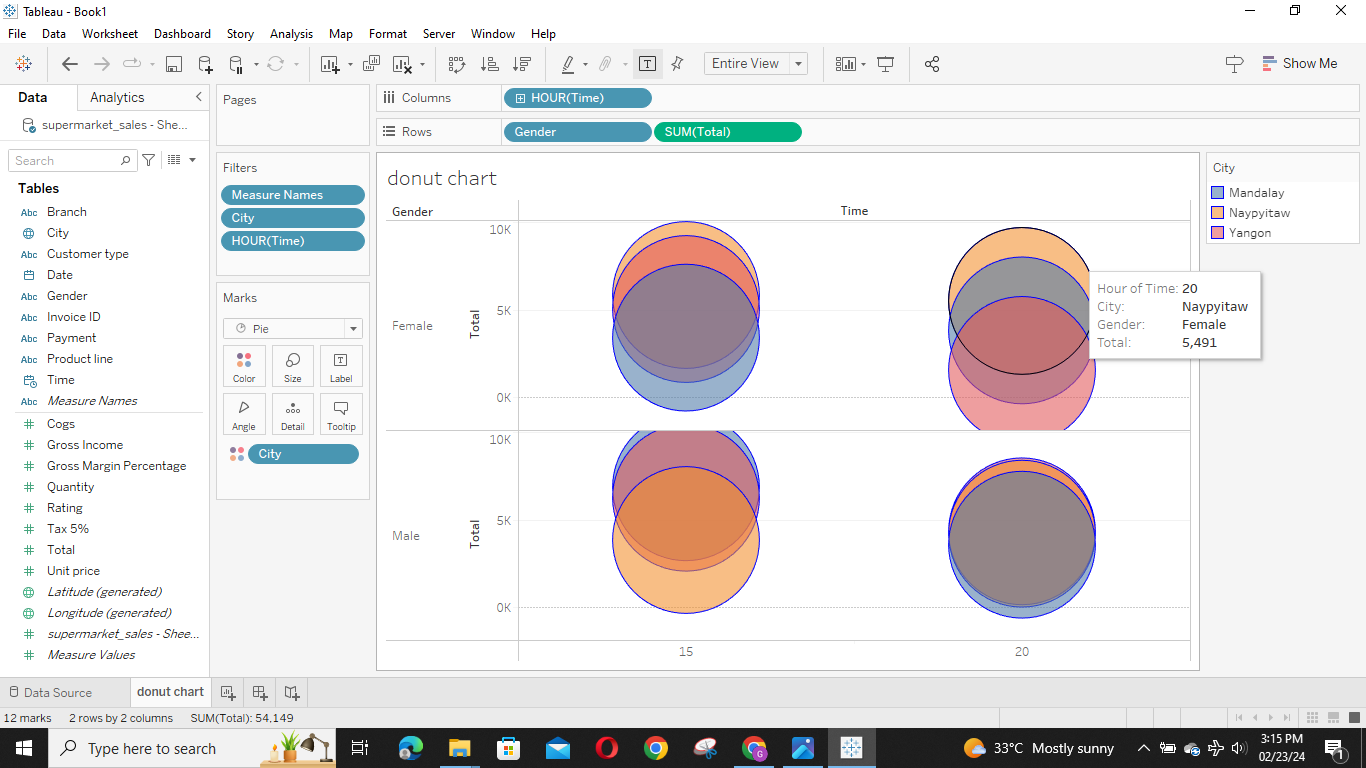 Tableau - Book1
File Data Worksheet Dashboard Story Analysis Map Format Server Window Help
Entire View
Show Me
Data Analytics
supermarket_sales - She...
Search
Tables
Abc Branch
City
Abc Customer type
Date
Abc Gender
Abc Invoice ID
Abc Payment
Abc Product line
Time
Abc Measure Names
# Cogs
# Gross Income
# Gross Margin Percentage
# Quantity
# Rating
# Tax 5%
# Total
# Unit price
Latitude (generated)
Longitude (generated)
# supermarket_sales - Shee...
# Measure Values
Pages
Filters
Measure Names
City
HOUR(Time)
Marks
Pie
Color Size Label
Angle Detail Tooltip
City
Columns HOUR(Time)
Rows Gender SUM(Total)
donut chart
Gender Time
10K
Female Total 5K
0K
10K
Male Total 5K
0K
15 20
Hour of Time: 20
City: Naypyitaw
Gender: Female
Total: 5,491
City
Mandalay
Naypyitaw
Yangon
Data Source donut chart
12 marks 2 rows by 2 columns SUM(Total): 54,149
Type here to search
G
33°C Mostly sunny
3:15 PM
02/23/24
1